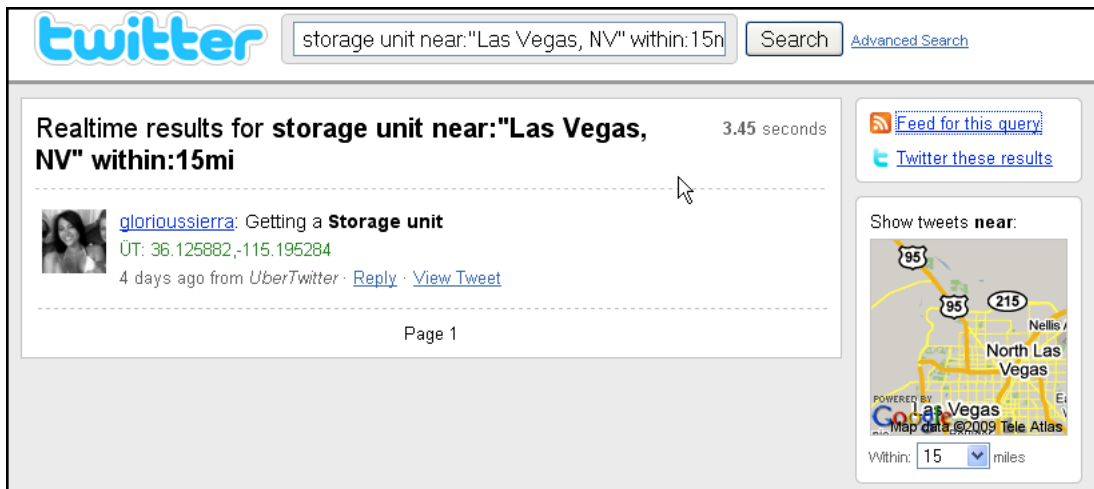 twitter
storage unit near:"Las Vegas, NV" within:15m
Search
Advanced Search
Realtime results for storage unit near:"Las Vegas,
NV" within:15mi
3.45 seconds
glorioussierra: Getting a Storage unit
ÜT: 36.125882,-115.195284
4 days ago from UberTwitter · Reply · View Tweet
Page 1
Feed for this query
Twitter these results
Show tweets near:
95
95
215
Nellis
North Las
Vegas
POWERED BY
Google
Las Vegas
Map data ©2009 Tele Atlas
Within: 15 miles